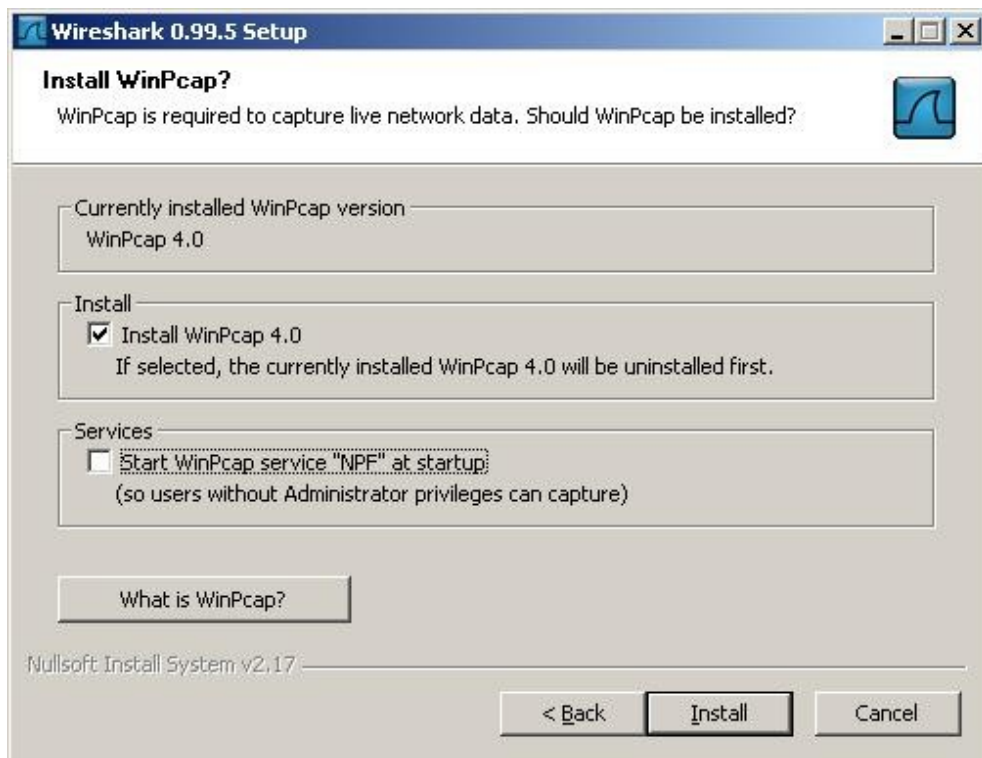 Wireshark 0.99.5 Setup
Install WinPcap?
WinPcap is required to capture live network data. Should WinPcap be installed?
Currently installed WinPcap version
WinPcap 4.0
Install
Install WinPcap 4.0
If selected, the currently installed WinPcap 4.0 will be uninstalled first.
Services
Start WinPcap service "NPF" at startup
(so users without Administrator privileges can capture)
What is WinPcap?
Nullsoft Install System v2.17
< Back
Install
Cancel